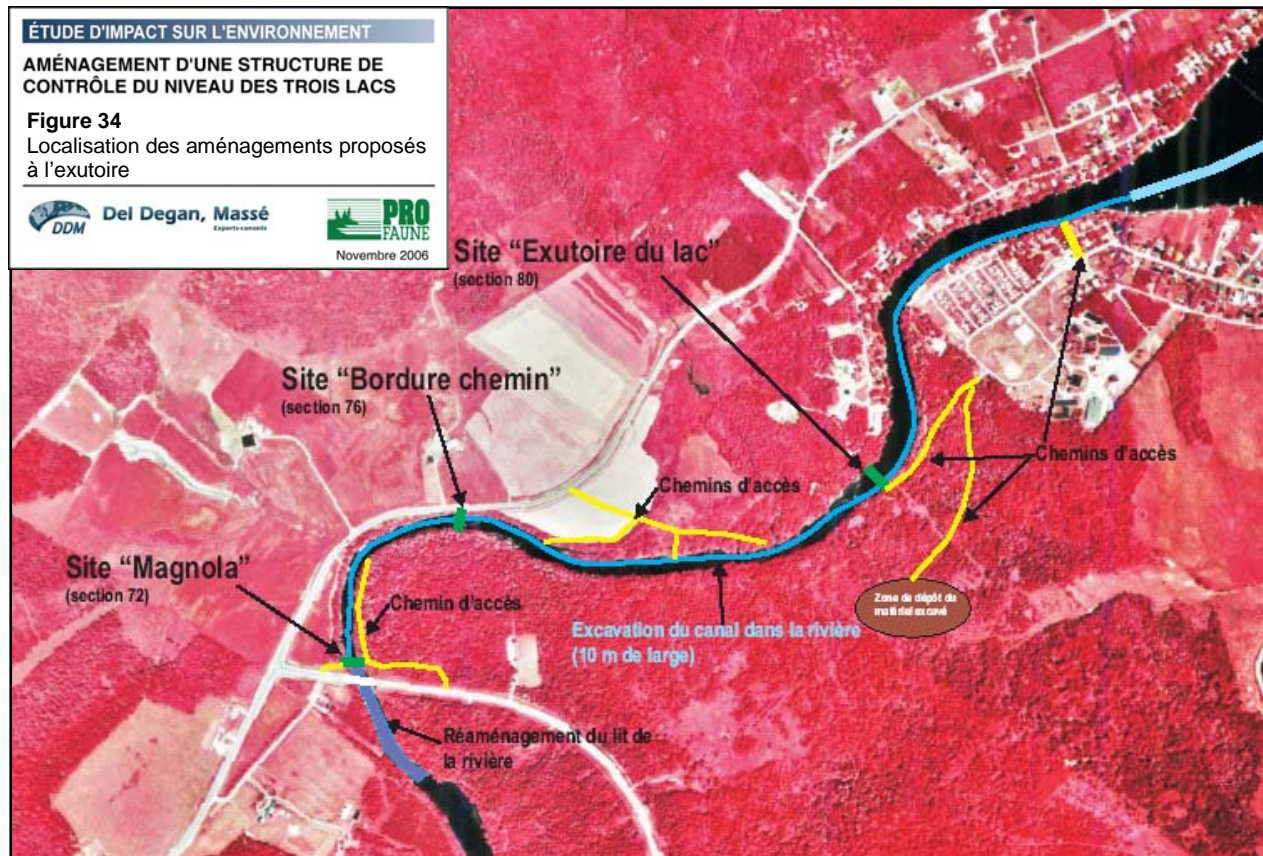 ÉTUDE D'IMPACT SUR L'ENVIRONNEMENT
AMÉNAGEMENT D'UNE STRUCTURE DE
CONTRÔLE DU NIVEAU DES TROIS LACS
Figure 34
Localisation des aménagements proposés
à l'exutoire
DDM
Del Degan, Massé
Experts-conseils
PRO
FAUNE
Novembre 2006
Site “Exutoire du lac”
(section 80)
Site “Bordure chemin”
(section 76)
Chemins d'accès
Chemins d'accès
Site “Magnola”
(section 72)
Chemin d'accès
Zone de dépôt du
matériel excavé
Excavation du canal dans la rivière
(10 m de large)
Réaménagement du lit de
la rivière